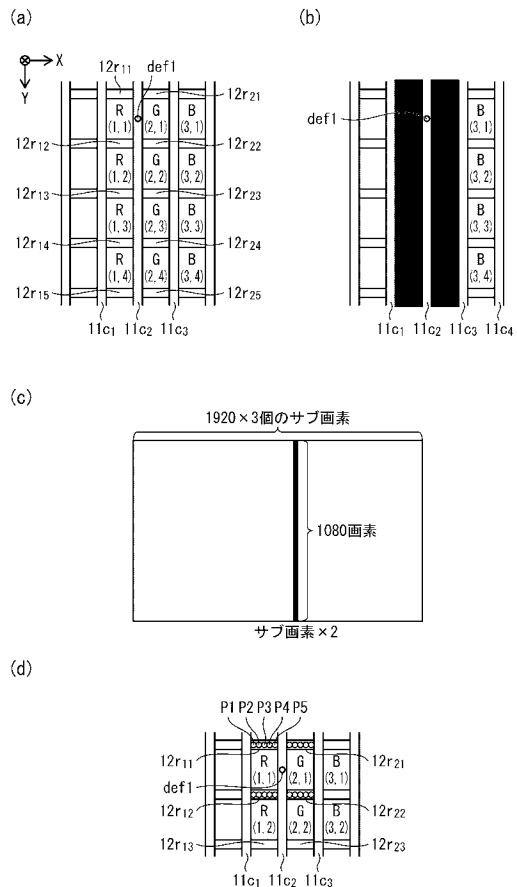 (a)
12r11 def1
X
Y
12r21
R (1, 1) G (2, 1) B (3, 1)
12r12 12r22
R (1, 2) G (2, 2) B (3, 2)
12r13 12r23
R (1, 3) G (2, 3) B (3, 3)
12r14 12r24
R (1, 4) G (2, 4) B (3, 4)
12r15 12r25
11c1 11c2 11c3
(b)
def1
B (3, 1)
B (3, 2)
B (3, 3)
B (3, 4)
11c1 11c2 11c3 11c4
(c)
1920×3個のサブ画素
1080画素
サブ画素×2
(d)
P1 P2 P3 P4 P5
12r11 12r21
R (1, 1) G (2, 1) B (3, 1)
def1
12r12 12r22
R (1, 2) G (2, 2) B (3, 2)
12r13 12r23
11c1 11c2 11c3